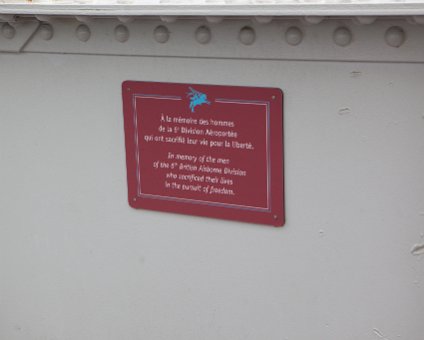 À la mémoire des hommes
de la 6e Division Aéroportée
qui ont sacrifié leur vie pour la liberté.
In memory of the men
of the 6th British Airborne Division
who sacrificed their lives
in the pursuit of freedom.